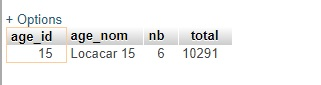 + Options
age_id age_nom nb total
15 Locacar 15 6 10291